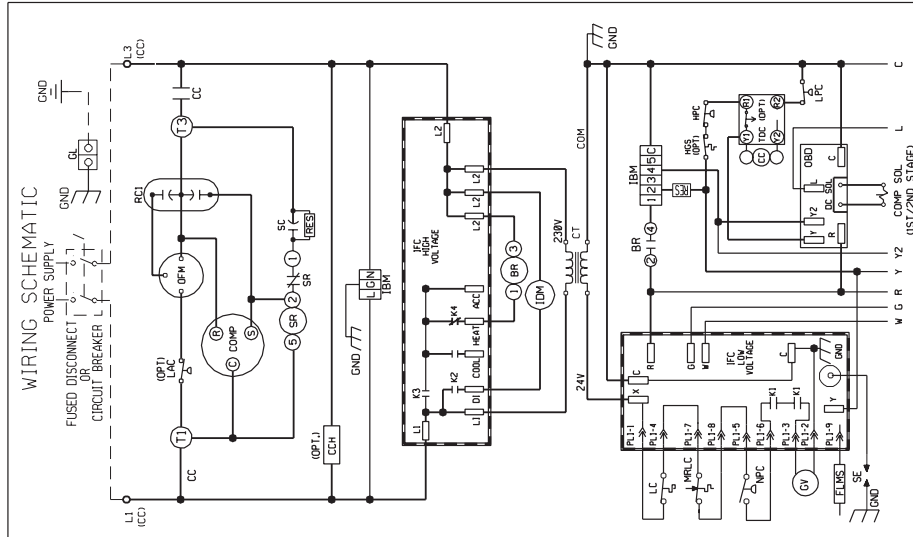 WIRING SCHEMATIC
POWER SUPPLY
FUSED DISCONNECT
OR
CIRCUIT BREAKER
GND
GL
GND
L1
(CC)
L3
(CC)
CC
T1
(OPT)
LAC
OFM
RC1
T3
CC
COMP
C
R
S
5
SR
2
SR
1
SC
RES
(OPT.)
CCH
GND
L
G
N
IBM
L1
L2
IFC
HIGH
VOLTAGE
K3
K2
K4
L1
DI
COOL
HEAT
ACC
L2
L2
L2
1
BR
3
IDM
230V
24V
CT
COM
GND
BR
2
4
IBM
1
2
3
4
5
C
RES
HGS
(OPT)
HPC
R1
R2
TDC (OPT)
Y1
Y2
CC
LPC
OBD
L
C
DC SOL
Y
Y2
R
COMP SOL
(1ST/2ND STAGE)
C
L
Y2
Y
R
G
W
IFC
LOW
VOLTAGE
R
G
W
C
X
C
GND
K1
K1
Y
PL1-1
PL1-4
PL1-7
PL1-8
PL1-5
PL1-6
PL1-3
PL1-2
PL1-9
LC
MRLC
NPC
GV
FLMS
SE
GND